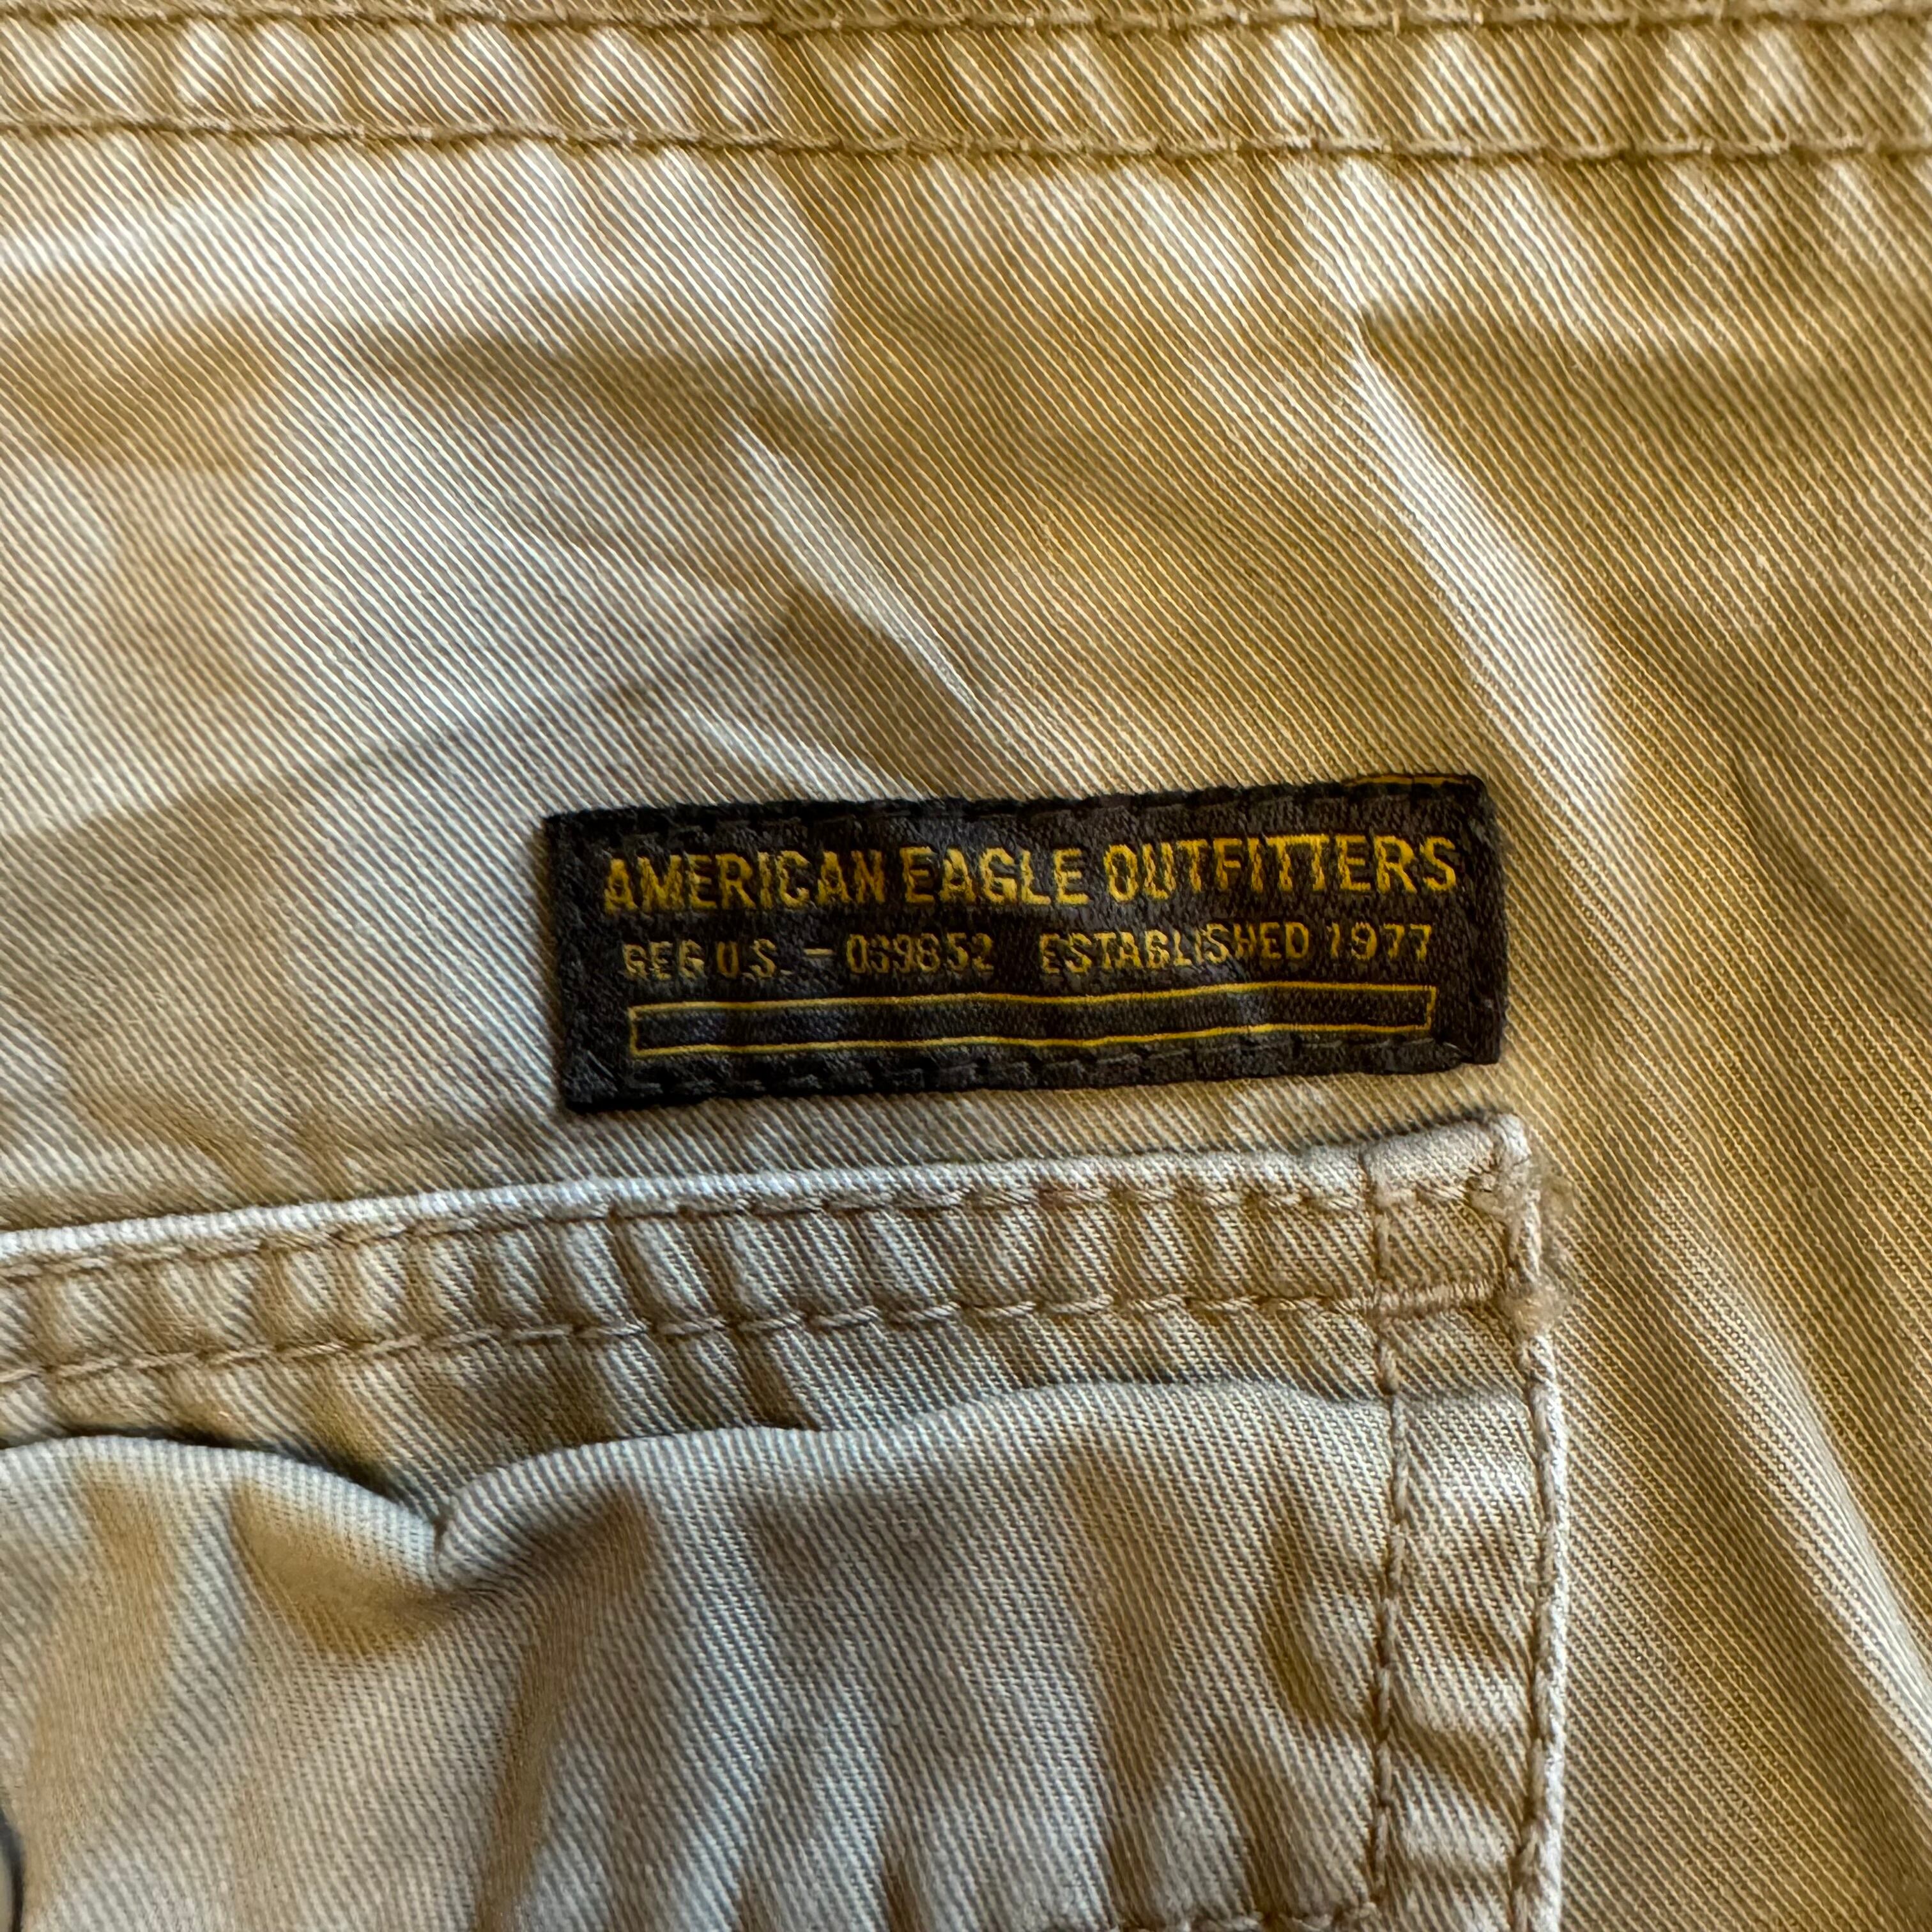 AMERICAN EAGLE OUTFITTERS
REG U.S. - 039852 ESTABLISHED 1977